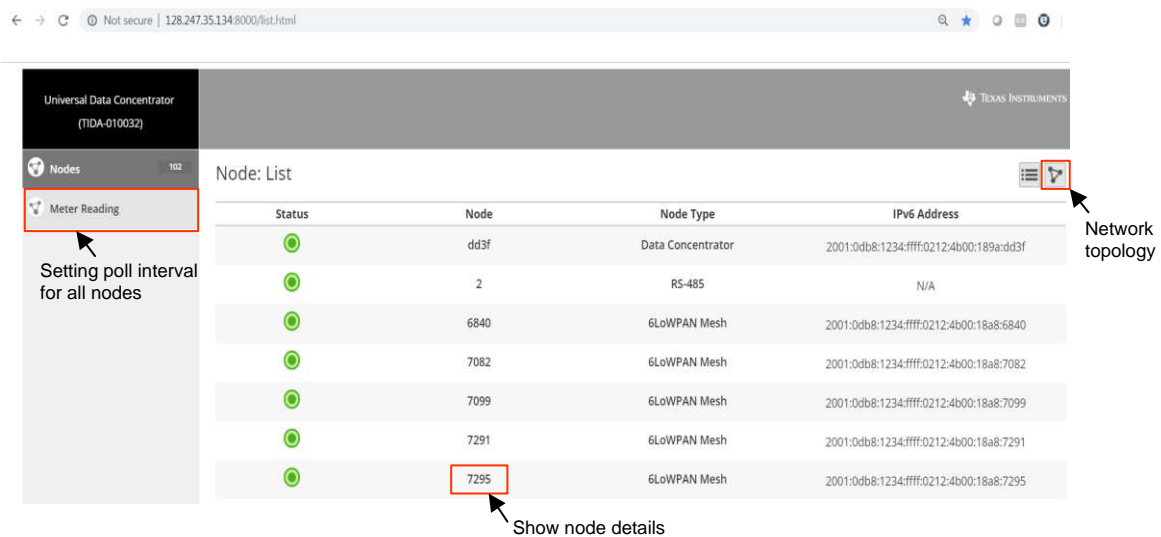 Not secure | 128.247.35.134:8000/list.html
Universal Data Concentrator
(TIDA-010032)
TEXAS INSTRUMENTS
Nodes 102
Meter Reading
Node: List
Status Node Node Type IPv6 Address
dd3f Data Concentrator 2001:0db8:1234:ffff:0212:4b00:189a:dd3f
2 RS-485 N/A
6840 6LoWPAN Mesh 2001:0db8:1234:ffff:0212:4b00:18a8:6840
7082 6LoWPAN Mesh 2001:0db8:1234:ffff:0212:4b00:18a8:7082
7099 6LoWPAN Mesh 2001:0db8:1234:ffff:0212:4b00:18a8:7099
7291 6LoWPAN Mesh 2001:0db8:1234:ffff:0212:4b00:18a8:7291
7295 6LoWPAN Mesh 2001:0db8:1234:ffff:0212:4b00:18a8:7295
Setting poll interval
for all nodes
Network
topology
Show node details